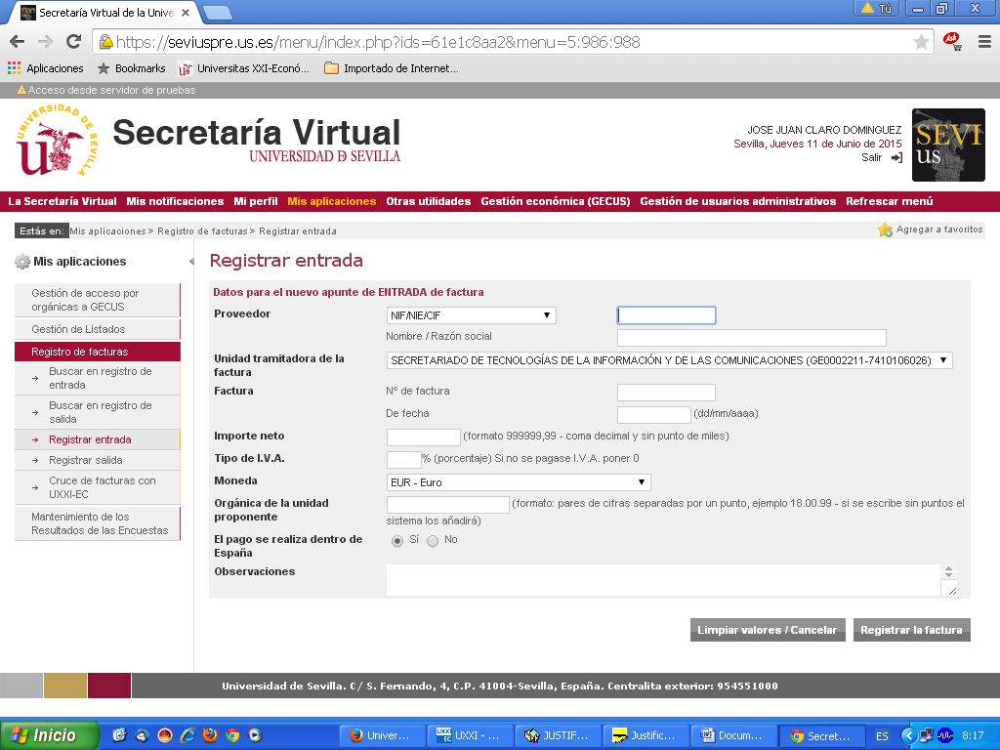 Secretaría Virtual de la Unive
Tú
https://seviuspre.us.es/menu/index.php?ids=61e1c8aa2&menu=5:986:988
Ask
Aplicaciones Bookmarks Universitas XXI-Econó... Importado de Internet...
Acceso desde servidor de pruebas
UNIVERSIDAD DE SEVILLA
Secretaría Virtual
UNIVERSIDAD D SEVILLA
JOSE JUAN CLARO DOMINGUEZ
Sevilla, Jueves 11 de Junio de 2015
Salir
SEVI
us
La Secretaría Virtual Mis notificaciones Mi perfil Mis aplicaciones Otras utilidades Gestión económica (GECUS) Gestión de usuarios administrativos Refrescar menú
Estás en: Mis aplicaciones > Registro de facturas > Registrar entrada
Agregar a favoritos
Mis aplicaciones
Gestión de acceso por
orgánicas a GECUS
Gestión de Listados
Registro de facturas
Buscar en registro de
entrada
Buscar en registro de
salida
Registrar entrada
Registrar salida
Cruce de facturas con
UXXI-EC
Mantenimiento de los
Resultados de las Encuestas
Registrar entrada
Datos para el nuevo apunte de ENTRADA de factura
Proveedor NIF/NIE/CIF
Nombre / Razón social
Unidad tramitadora de la
factura
SECRETARIADO DE TECNOLOGÍAS DE LA INFORMACIÓN Y DE LAS COMUNICACIONES (GE0002211-7410106026)
Factura Nº de factura
De fecha (dd/mm/aaaa)
Importe neto (formato 999999,99 - coma decimal y sin punto de miles)
Tipo de I.V.A. % (porcentaje) Si no se pagase I.V.A. poner 0
Moneda EUR - Euro
Orgánica de la unidad
proponente
(formato: pares de cifras separadas por un punto, ejemplo 18.00.99 - si se escribe sin puntos el
sistema los añadirá)
El pago se realiza dentro de
España
Sí No
Observaciones
Limpiar valores / Cancelar Registrar la factura
Universidad de Sevilla. C/ S. Fernando, 4, C.P. 41004-Sevilla, España. Centralita exterior: 954551000
Inicio Univer... UXXI - ... JUSTIF... Justific... Docum... Secret... ES 8:17